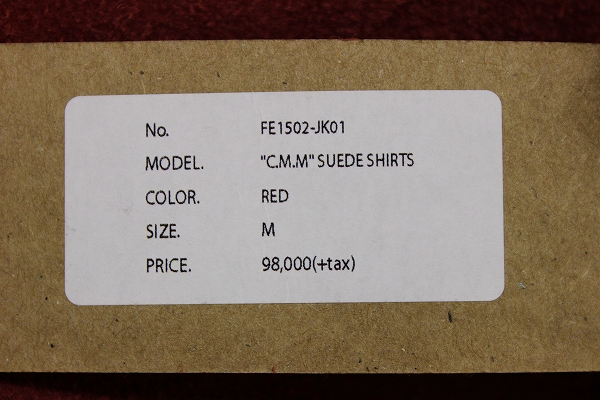 No. FE1502-JK01
MODEL. "C.M.M" SUEDE SHIRTS
COLOR. RED
SIZE. M
PRICE. 98,000(+tax)